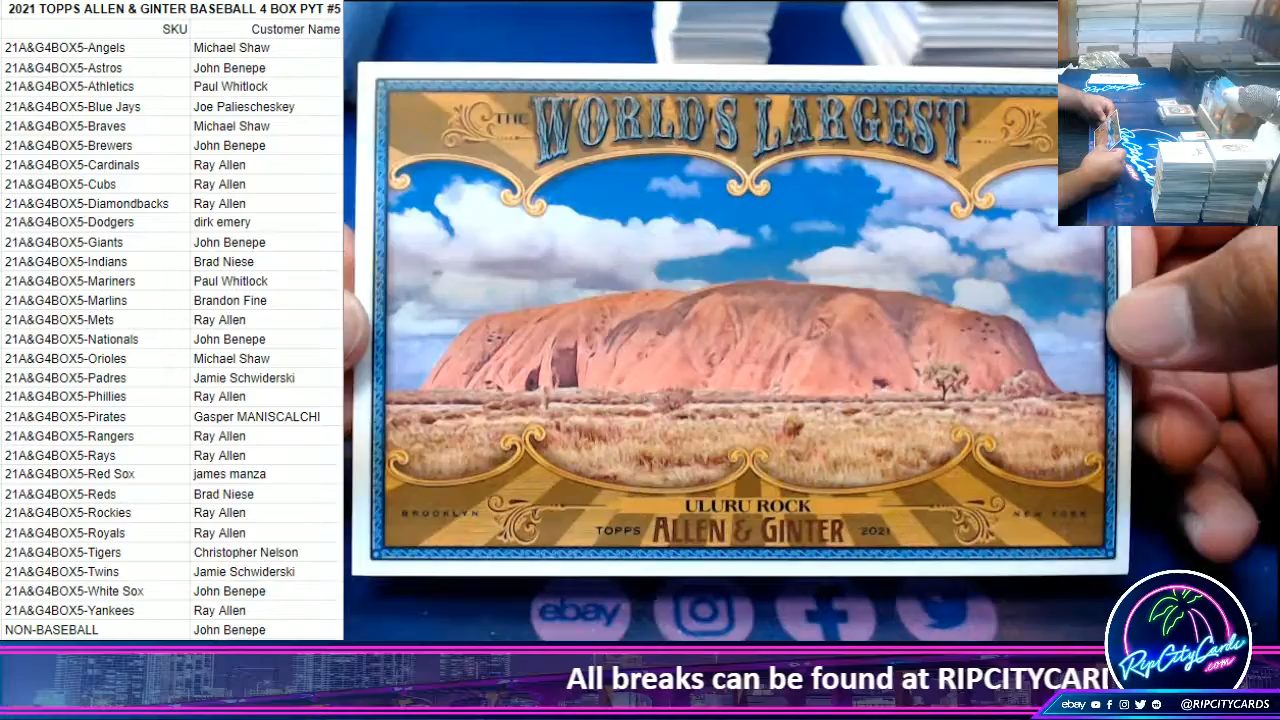 2021 TOPPS ALLEN & GINTER BASEBALL 4 BOX PYT #5
SKU Customer Name
21A&G4BOX5-Angels Michael Shaw
21A&G4BOX5-Astros John Benepe
21A&G4BOX5-Athletics Paul Whitlock
21A&G4BOX5-Blue Jays Joe Paliescheskey
21A&G4BOX5-Braves Michael Shaw
21A&G4BOX5-Brewers John Benepe
21A&G4BOX5-Cardinals Ray Allen
21A&G4BOX5-Cubs Ray Allen
21A&G4BOX5-Diamondbacks Ray Allen
21A&G4BOX5-Dodgers dirk emery
21A&G4BOX5-Giants John Benepe
21A&G4BOX5-Indians Brad Niese
21A&G4BOX5-Mariners Paul Whitlock
21A&G4BOX5-Marlins Brandon Fine
21A&G4BOX5-Mets Ray Allen
21A&G4BOX5-Nationals John Benepe
21A&G4BOX5-Orioles Michael Shaw
21A&G4BOX5-Padres Jamie Schwiderski
21A&G4BOX5-Phillies Ray Allen
21A&G4BOX5-Pirates Gasper MANISCALCHI
21A&G4BOX5-Rangers Ray Allen
21A&G4BOX5-Rays Ray Allen
21A&G4BOX5-Red Sox james manza
21A&G4BOX5-Reds Brad Niese
21A&G4BOX5-Rockies Ray Allen
21A&G4BOX5-Royals Ray Allen
21A&G4BOX5-Tigers Christopher Nelson
21A&G4BOX5-Twins Jamie Schwiderski
21A&G4BOX5-White Sox John Benepe
21A&G4BOX5-Yankees Ray Allen
NON-BASEBALL John Benepe
THE WORLD'S LARGEST
ULURU ROCK
BROOKLYN NEW YORK
TOPPS ALLEN & GINTER 2021
ebay
RipCityCards
.com
All breaks can be found at RIPCITYCAR
ebay @RIPCITYCARDS